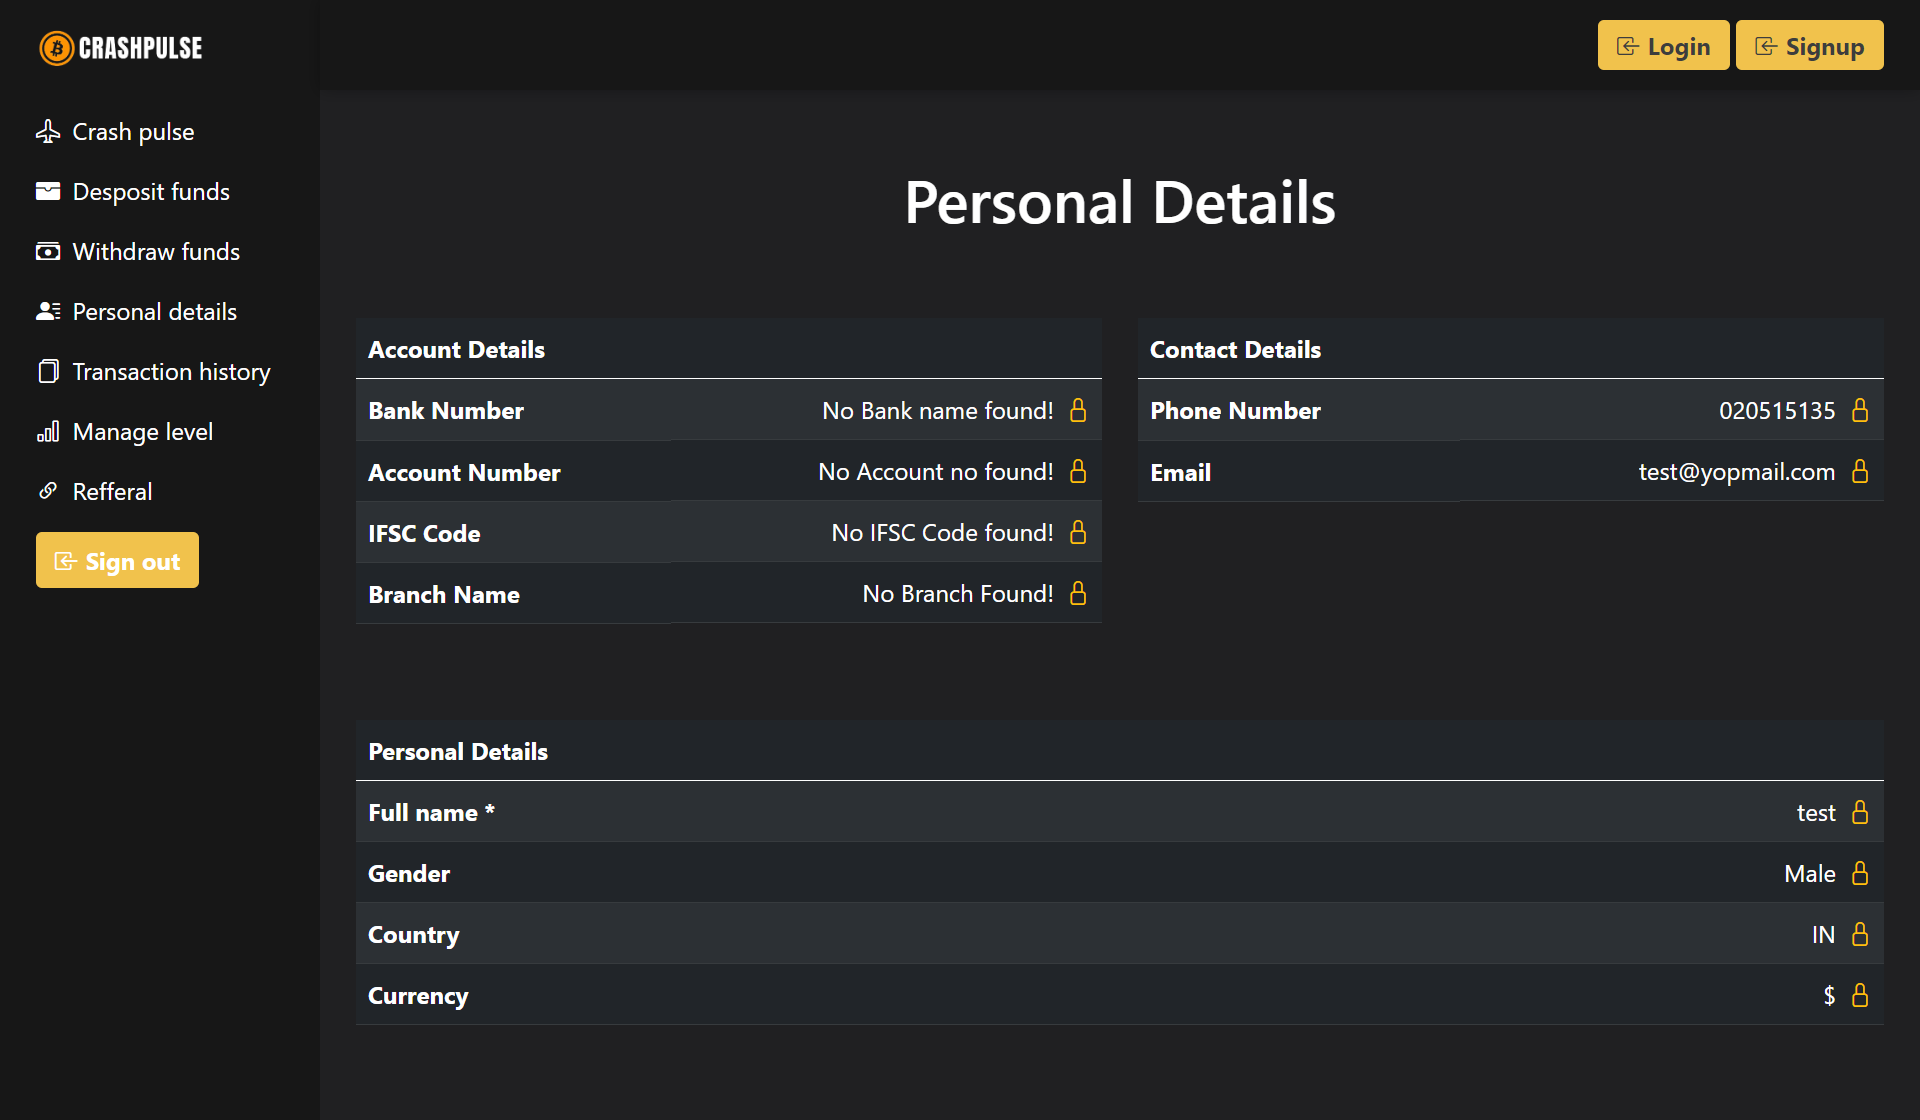 CRASHPULSE
Login
Signup
Crash pulse
Desposit funds
Withdraw funds
Personal details
Transaction history
Manage level
Refferal
Sign out
Personal Details
Account Details
Bank Number No Bank name found!
Account Number No Account no found!
IFSC Code No IFSC Code found!
Branch Name No Branch Found!
Contact Details
Phone Number 020515135
Email test@yopmail.com
Personal Details
Full name * test
Gender Male
Country IN
Currency $